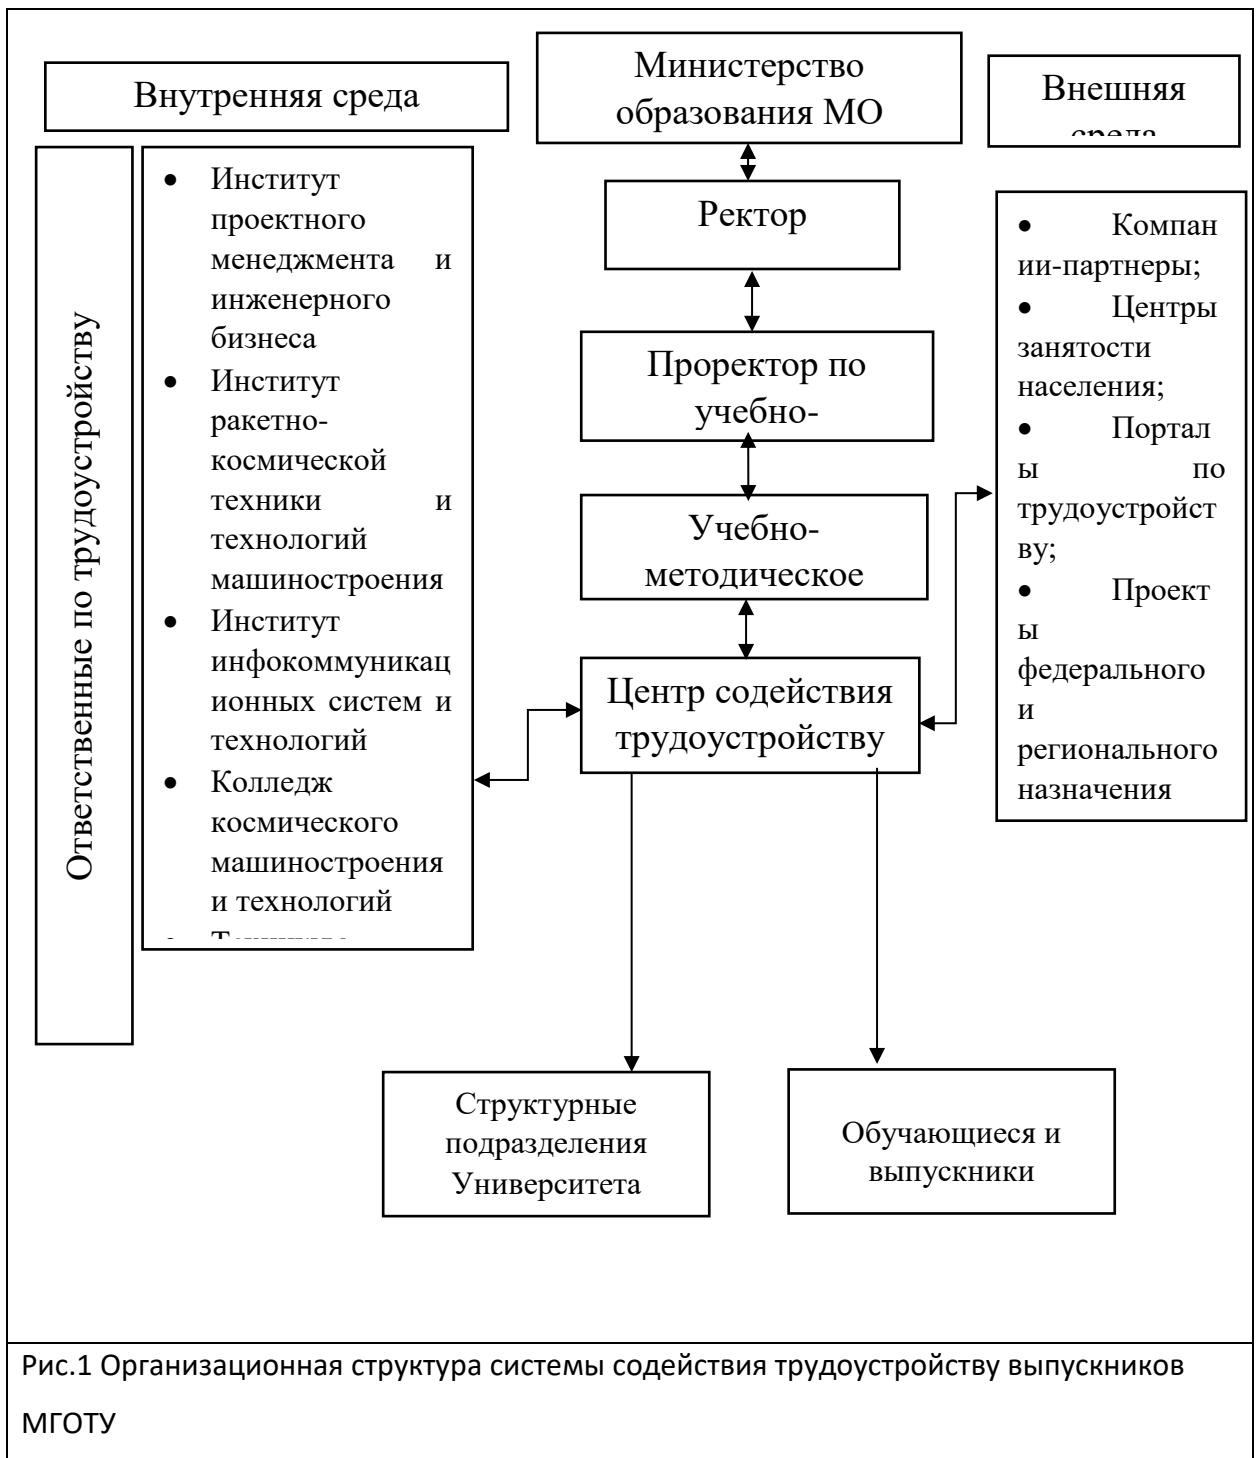 Внутренняя среда
Министерство
образования МО
Внешняя
среда
Ответственные по трудоустройству
• Институт
проектного
менеджмента и
инженерного
бизнеса
• Институт
ракетно-
космической
техники и
технологий
машиностроения
• Институт
инфокоммуникац
ионных систем и
технологий
• Колледж
космического
машиностроения
и технологий
•
Ректор
Проректор по
учебно-
Учебно-
методическое
Центр содействия
трудоустройству
• Компан
ии-партнеры;
• Центры
занятости
населения;
• Портал
ы по
трудоустройст
ву;
• Проект
ы
федерального
и
регионального
назначения
Структурные
подразделения
Университета
Обучающиеся и
выпускники
Рис.1 Организационная структура системы содействия трудоустройству выпускников
МГОТУ